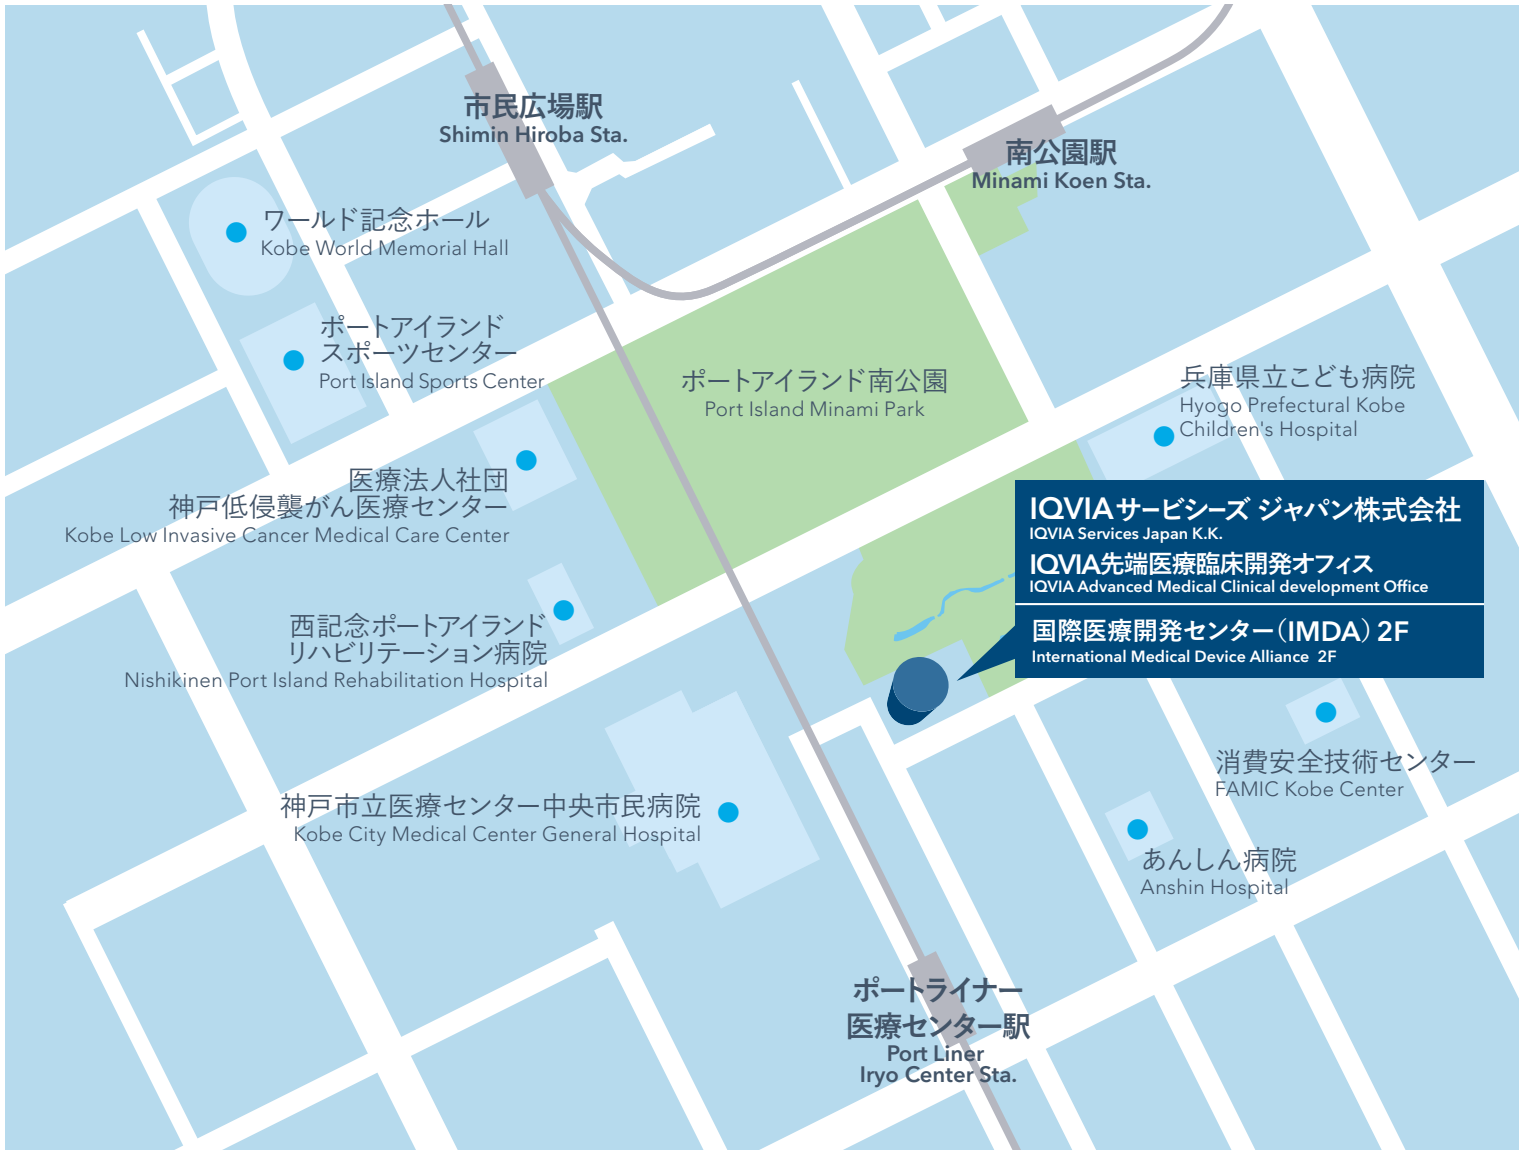 市民広場駅
Shimin Hiroba Sta.
南公園駅
Minami Koen Sta.
ワールド記念ホール
Kobe World Memorial Hall
ポートアイランド
スポーツセンター
Port Island Sports Center
ポートアイランド南公園
Port Island Minami Park
兵庫県立こども病院
Hyogo Prefectural Kobe
Children's Hospital
医療法人社団
神戸低侵襲がん医療センター
Kobe Low Invasive Cancer Medical Care Center
IQVIAサービシーズ ジャパン株式会社
IQVIA Services Japan K.K.
IQVIA先端医療臨床開発オフィス
IQVIA Advanced Medical Clinical development Office
国際医療開発センター（IMDA）2F
International Medical Device Alliance 2F
西記念ポートアイランド
リハビリテーション病院
Nishikinen Port Island Rehabilitation Hospital
消費安全技術センター
FAMIC Kobe Center
神戸市立医療センター中央市民病院
Kobe City Medical Center General Hospital
あんしん病院
Anshin Hospital
ポートライナー
医療センター駅
Port Liner
Iryo Center Sta.